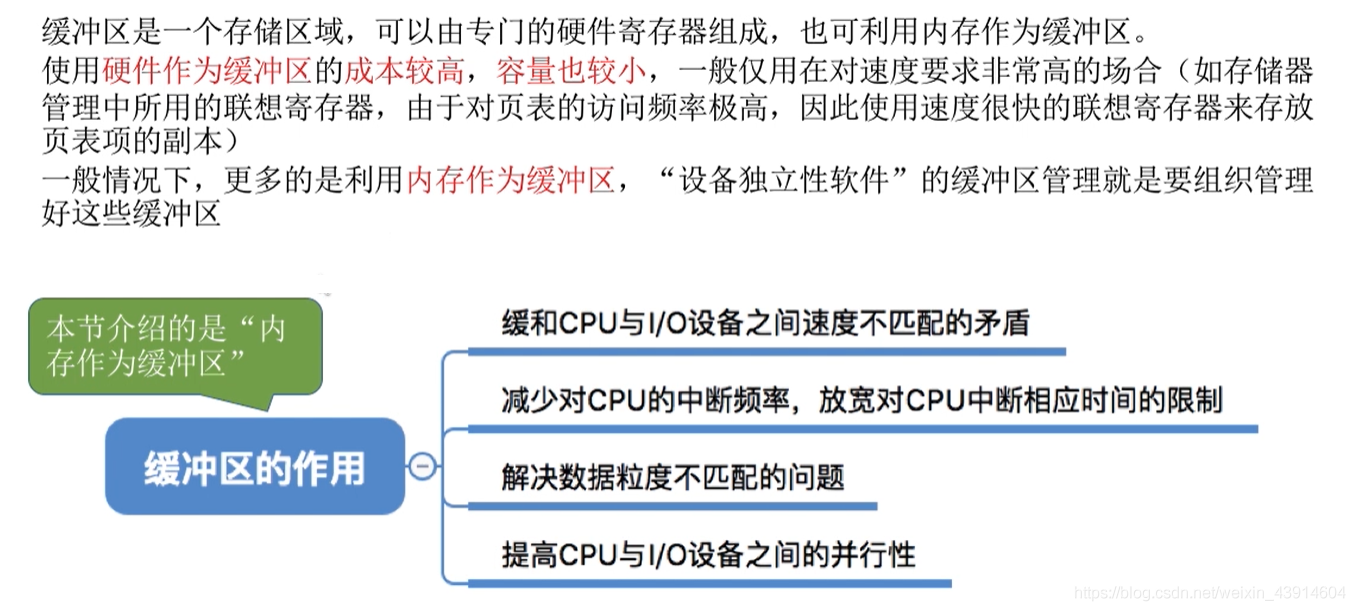 缓冲区是一个存储区域，可以由专门的硬件寄存器组成，也可利用内存作为缓冲区。
使用硬件作为缓冲区的成本较高，容量也较小，一般仅用在对速度要求非常高的场合（如存储器
管理中所用的联想寄存器，由于对页表的访问频率极高，因此使用速度很快的联想寄存器来存放
页表项的副本）
一般情况下，更多的是利用内存作为缓冲区，“设备独立性软件”的缓冲区管理就是要组织管理
好这些缓冲区
本节介绍的是“内
存作为缓冲区”
缓冲区的作用
缓和CPU与I/O设备之间速度不匹配的矛盾
减少对CPU的中断频率，放宽对CPU中断相应时间的限制
解决数据粒度不匹配的问题
提高CPU与I/O设备之间的并行性
https://blog.csdn.net/weixin_43914604